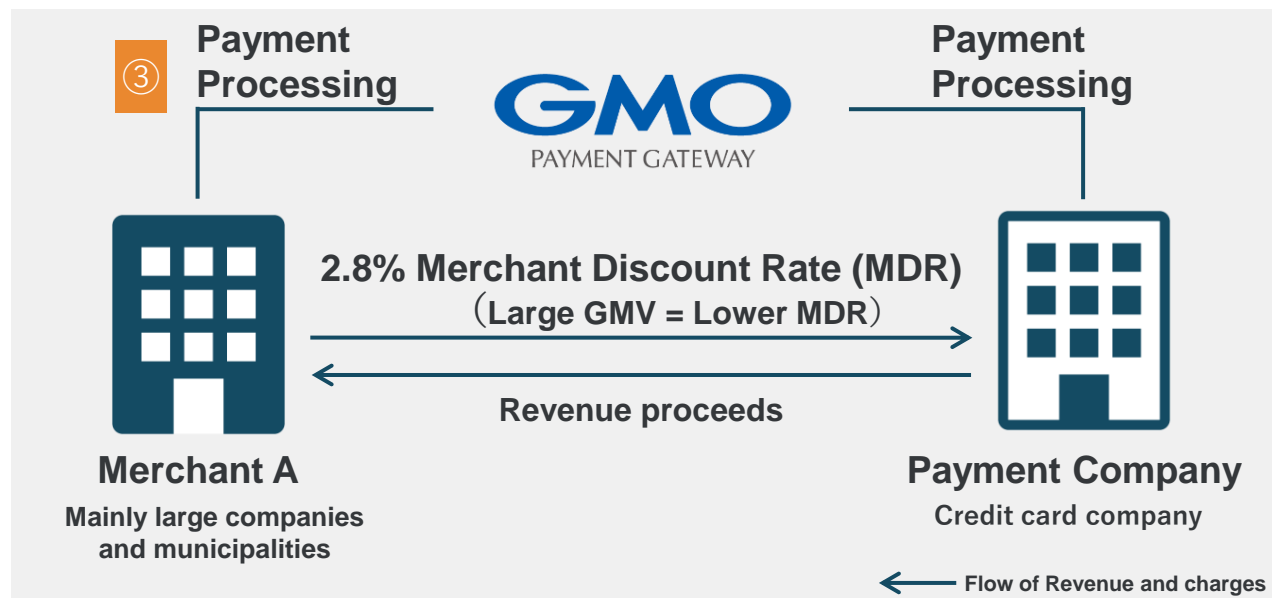 ③
Payment
Processing
GMO
PAYMENT GATEWAY
Payment
Processing
2.8% Merchant Discount Rate (MDR)
（Large GMV = Lower MDR）
Revenue proceeds
Merchant A
Mainly large companies
and municipalities
Payment Company
Credit card company
Flow of Revenue and charges